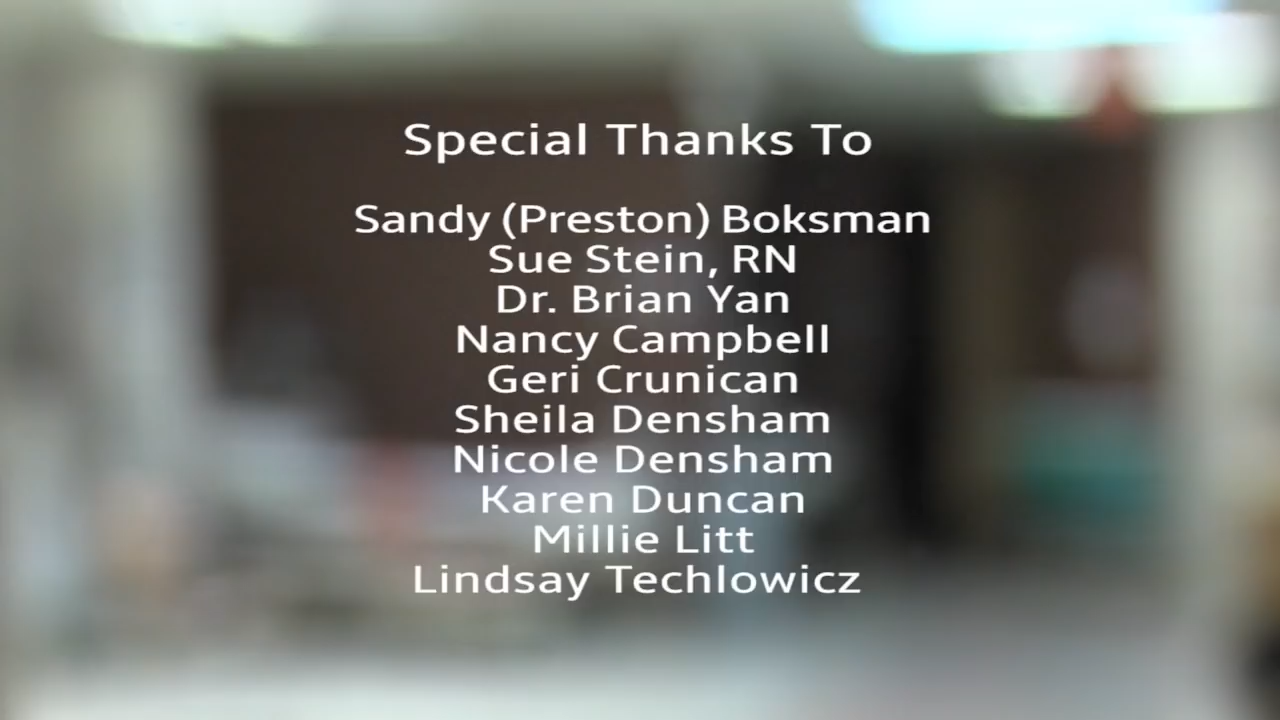 Special Thanks To
Sandy (Preston) Boksman
Sue Stein, RN
Dr. Brian Yan
Nancy Campbell
Geri Crunican
Sheila Densham
Nicole Densham
Karen Duncan
Millie Litt
Lindsay Techlowicz